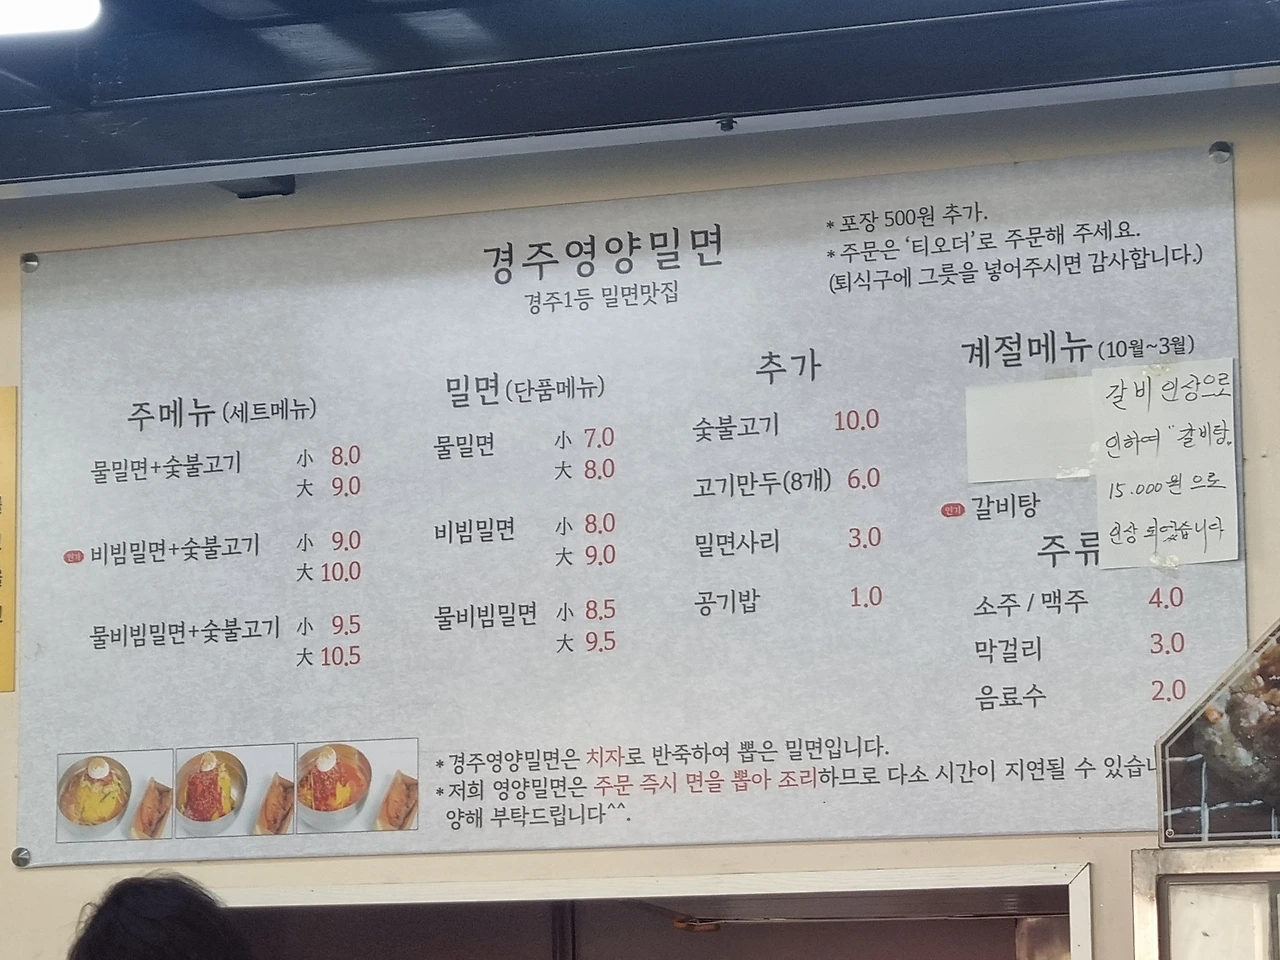 경주영양밀면
경주1등 밀면맛집
* 포장 500원 추가.
* 주문은 '티오더'로 주문해 주세요.
(퇴식구에 그릇을 넣어주시면 감사합니다.)
주메뉴 (세트메뉴)
물밀면+숯불고기 小 8.0
大 9.0
인기 비빔밀면+숯불고기 小 9.0
大 10.0
물비빔밀면+숯불고기 小 9.5
大 10.5
밀면 (단품메뉴)
물밀면 小 7.0
大 8.0
비빔밀면 小 8.0
大 9.0
물비빔밀면 小 8.5
大 9.5
추가
숯불고기 10.0
고기만두(8개) 6.0
밀면사리 3.0
공기밥 1.0
계절메뉴 (10월~3월)
인기 갈비탕
갈비 인상으로
인하여 "갈비탕"
15.000원 으로
인상 되었습니다
주류
소주 / 맥주 4.0
막걸리 3.0
음료수 2.0
* 경주영양밀면은 치자로 반죽하여 뽑은 밀면입니다.
* 저희 영양밀면은 주문 즉시 면을 뽑아 조리하므로 다소 시간이 지연될 수 있습니
양해 부탁드립니다^^.